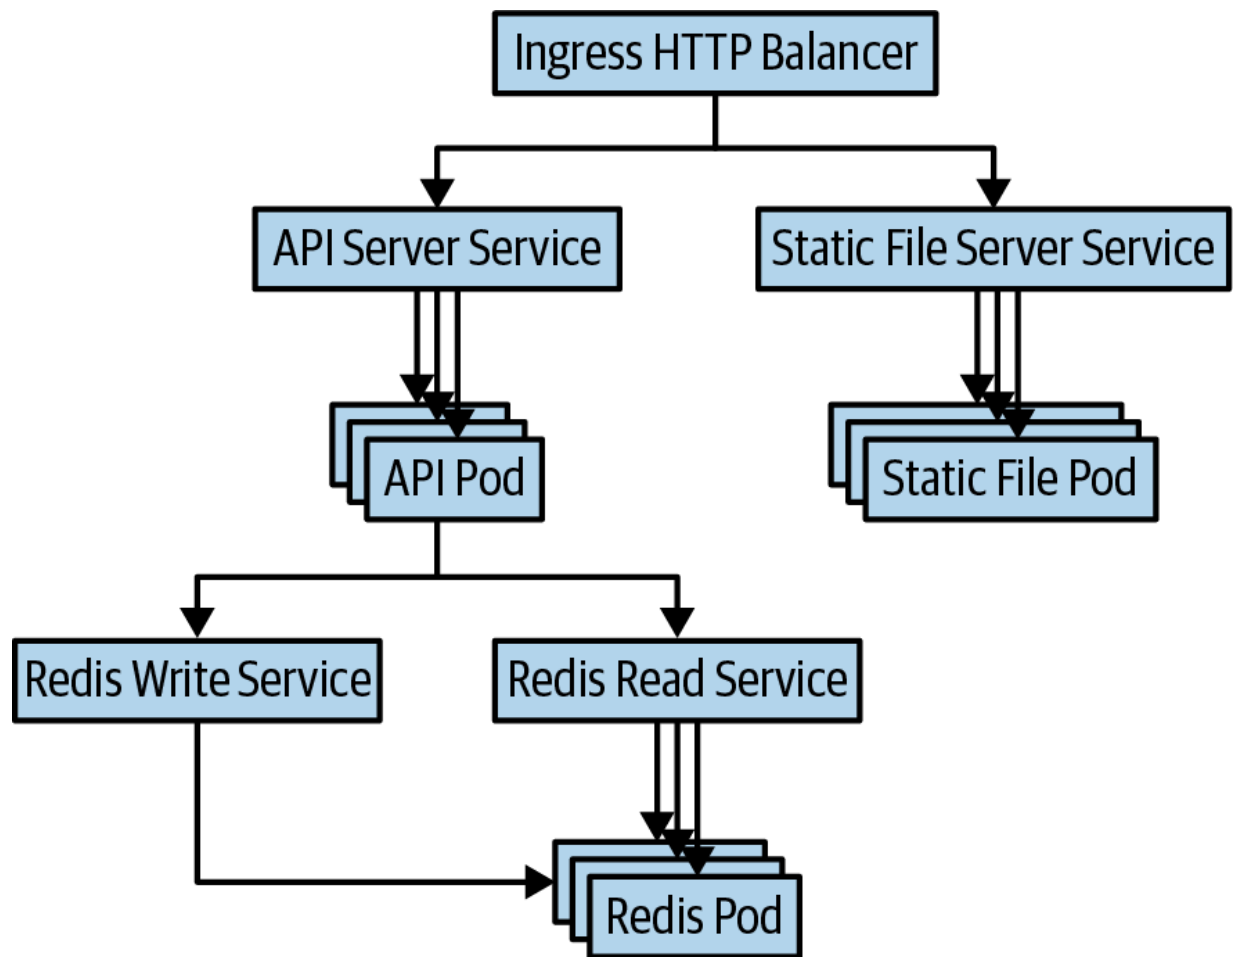 Ingress HTTP Balancer
API Server Service
Static File Server Service
API Pod
Static File Pod
Redis Write Service
Redis Read Service
Redis Pod